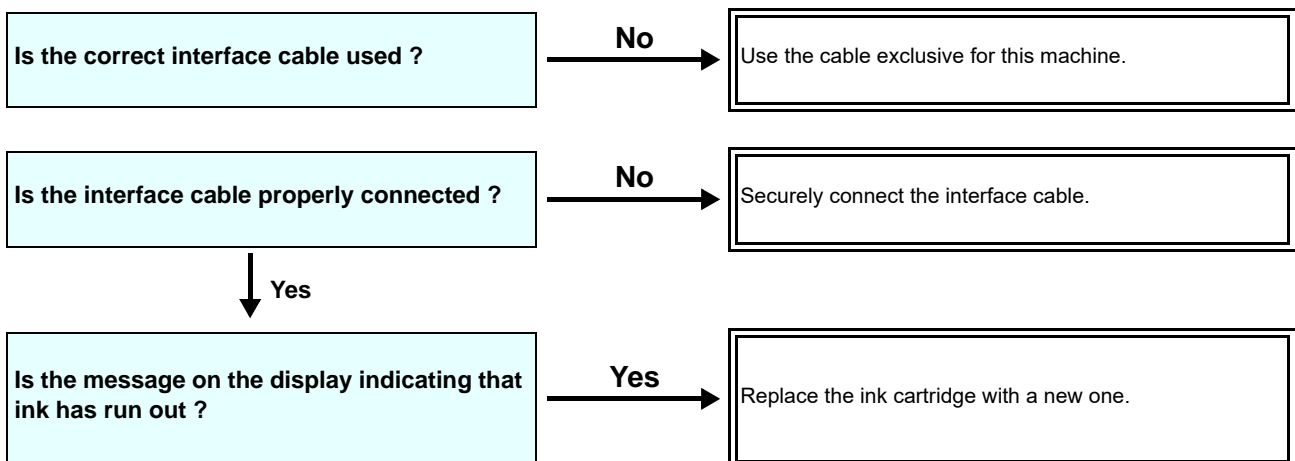 Is the correct interface cable used ?
No
Use the cable exclusive for this machine.
Is the interface cable properly connected ?
No
Securely connect the interface cable.
Yes
Is the message on the display indicating that
ink has run out ?
Yes
Replace the ink cartridge with a new one.